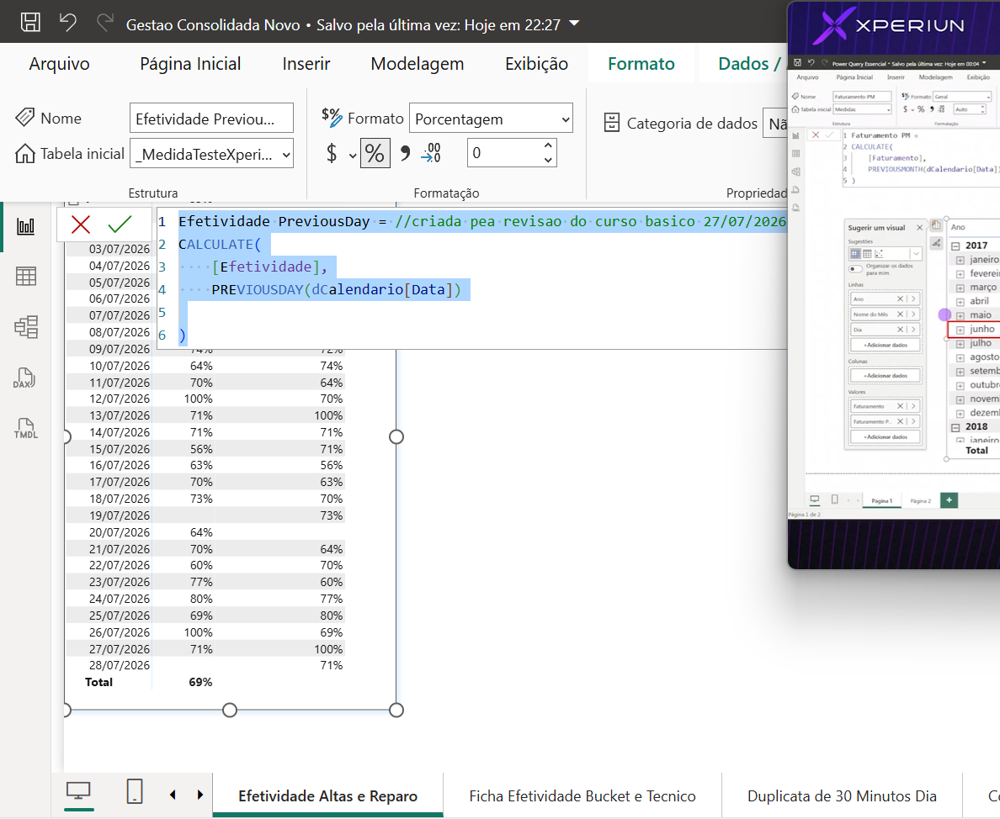 Gestao Consolidada Novo • Salvo pela última vez: Hoje em 22:27
Arquivo Página Inicial Inserir Modelagem Exibição Formato Dados /
Nome Efetividade Previou...
Tabela inicial _MedidaTesteXperi...
Estrutura
$% Formato Porcentagem
$ % 9 .00 0
Formatação
Categoria de dados Nã
Propriedad
1 Efetividade PreviousDay = //criada pea revisao do curso basico 27/07/2026
2 CALCULATE(
3 [Efetividade],
4 PREVIOUSDAY(dCalendario[Data])
5
6 )
03/07/2026
04/07/2026
05/07/2026
06/07/2026
07/07/2026
08/07/2026
09/07/2026 74% 72%
10/07/2026 64% 74%
11/07/2026 70% 64%
12/07/2026 100% 70%
13/07/2026 71% 100%
14/07/2026 71% 71%
15/07/2026 56% 71%
16/07/2026 63% 56%
17/07/2026 70% 63%
18/07/2026 73% 70%
19/07/2026 73%
20/07/2026 64%
21/07/2026 70% 64%
22/07/2026 60% 70%
23/07/2026 77% 60%
24/07/2026 80% 77%
25/07/2026 69% 80%
26/07/2026 100% 69%
27/07/2026 71% 100%
28/07/2026 71%
Total 69%
DAX
TMDL
Efetividade Altas e Reparo
Ficha Efetividade Bucket e Tecnico
Duplicata de 30 Minutos Dia
XPERIUN
Power Query Essencial • Salvo pela última vez: Hoje em 00:04
Arquivo Página Inicial Inserir Modelagem Exibição
Nome Faturamento PM
Tabela inicial Medidas
Estrutura
Formato Geral
$ % 9 Auto
Formatação
1 Faturamento PM =
2 CALCULATE(
3 [Faturamento],
4 PREVIOUSMONTH(dCalendario[Data])
5 )
Sugerir um visual
Sugestões
Organizar os dados
para mim
Linhas
Ano
Nome do Mês
Dia
+Adicionar dados
Colunas
+Adicionar dados
Valores
Faturamento
Faturamento P...
+Adicionar dados
Ano
2017
janeiro
fevereir
março
abril
maio
junho
julho
agosto
setemb
outubr
novem
dezem
2018
janeiro
Total
Página 1
Página 2
Página 1 de 2